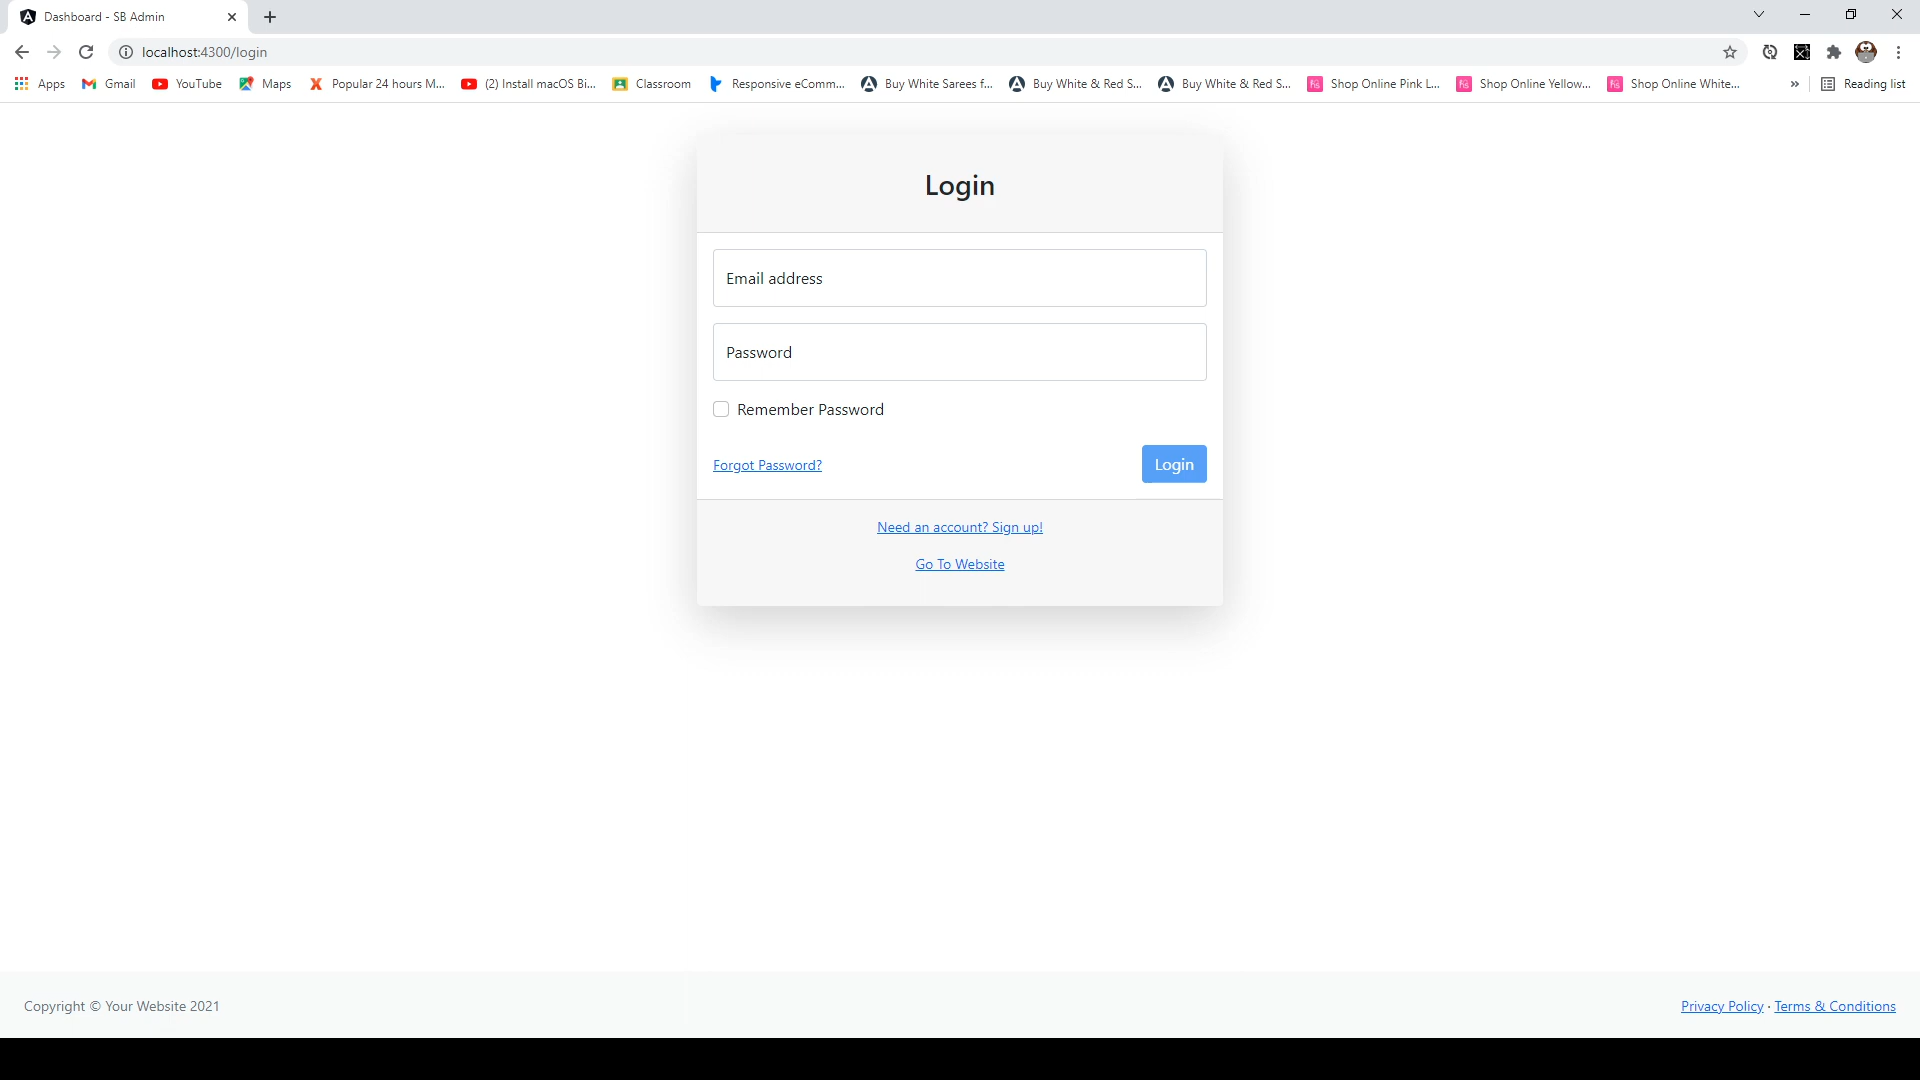 Dashboard - SB Admin
localhost:4300/login
Apps Gmail YouTube Maps Popular 24 hours M... (2) Install macOS Bi... Classroom Responsive eComm... Buy White Sarees f... Buy White & Red S... Buy White & Red S... Shop Online Pink L... Shop Online Yellow... Shop Online White... » Reading list
Login
Email address
Password
Remember Password
Forgot Password? Login
Need an account? Sign up!
Go To Website
Copyright © Your Website 2021 Privacy Policy · Terms & Conditions